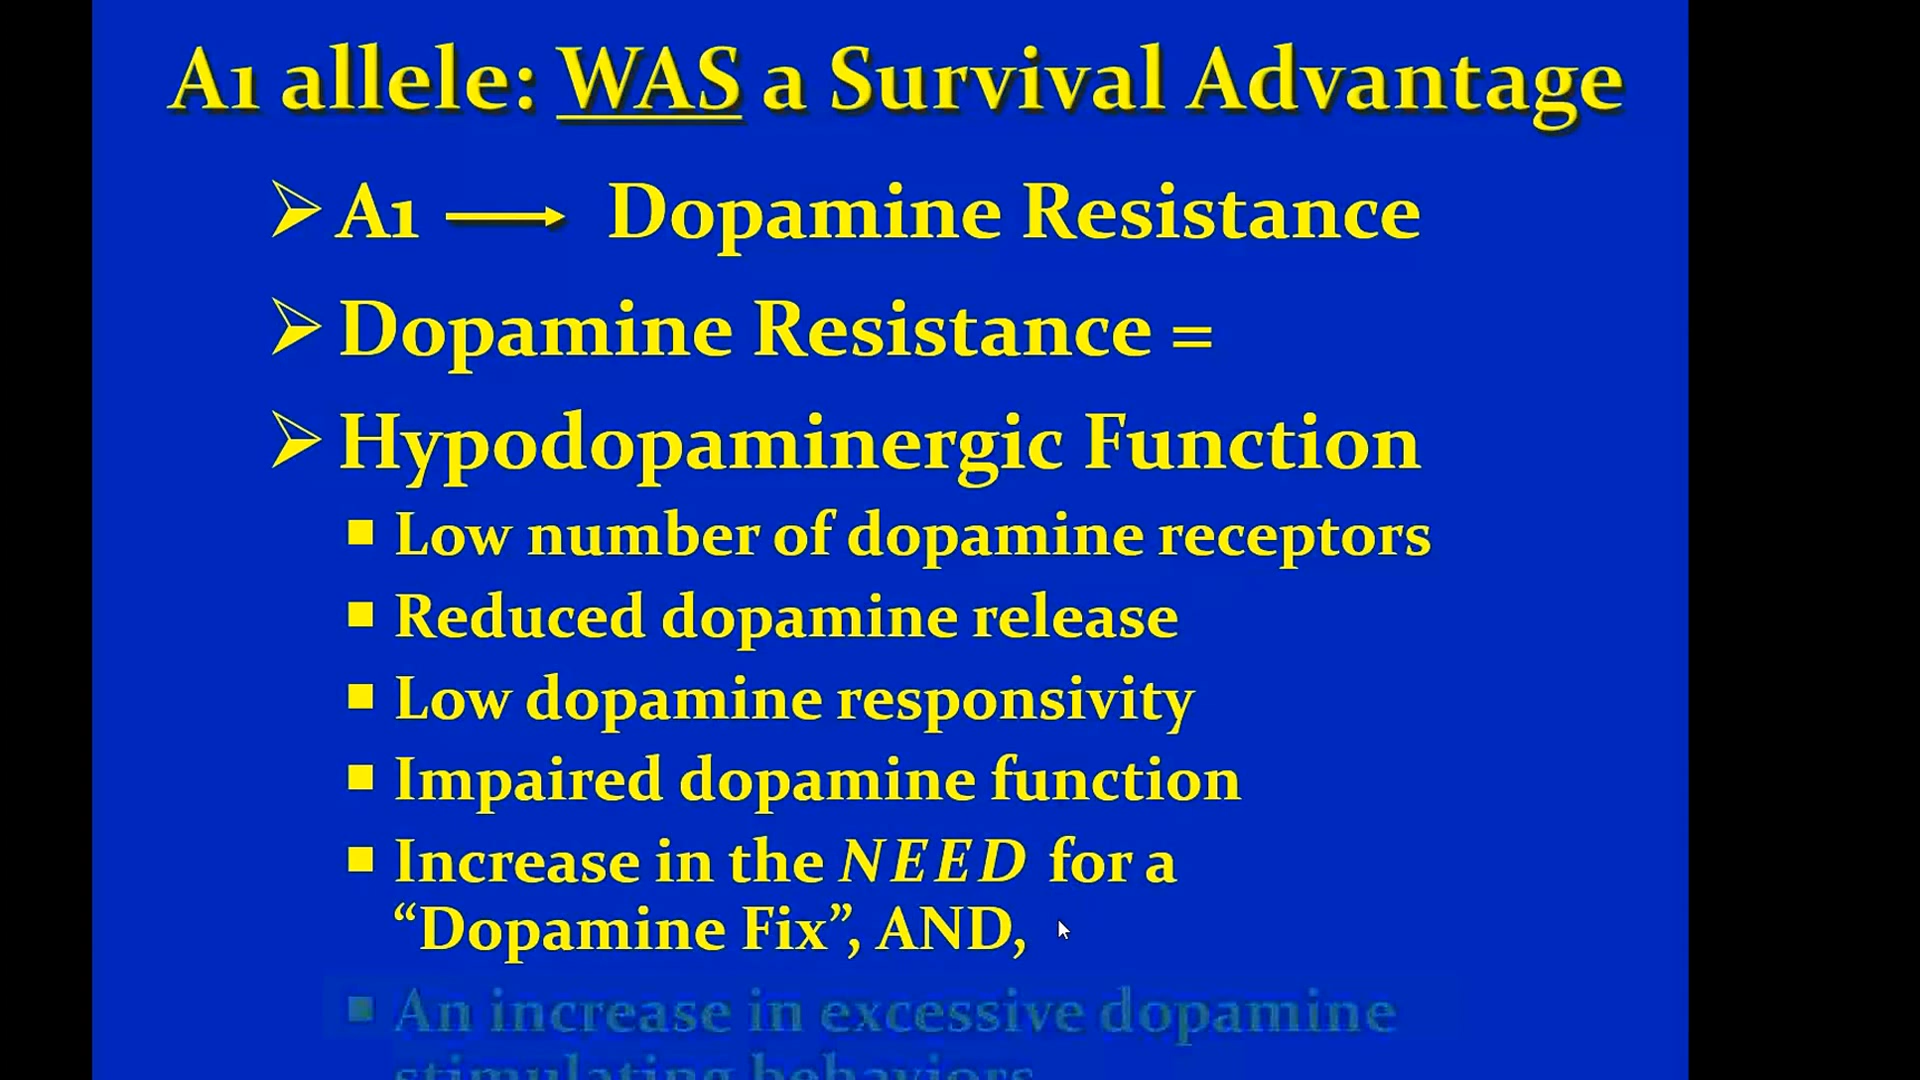 A1 allele: WAS a Survival Advantage
A1 → Dopamine Resistance
Dopamine Resistance =
Hypodopaminergic Function
Low number of dopamine receptors
Reduced dopamine release
Low dopamine responsivity
Impaired dopamine function
Increase in the NEED for a
“Dopamine Fix”, AND,
An increase in excessive dopamine
stimulating behaviors